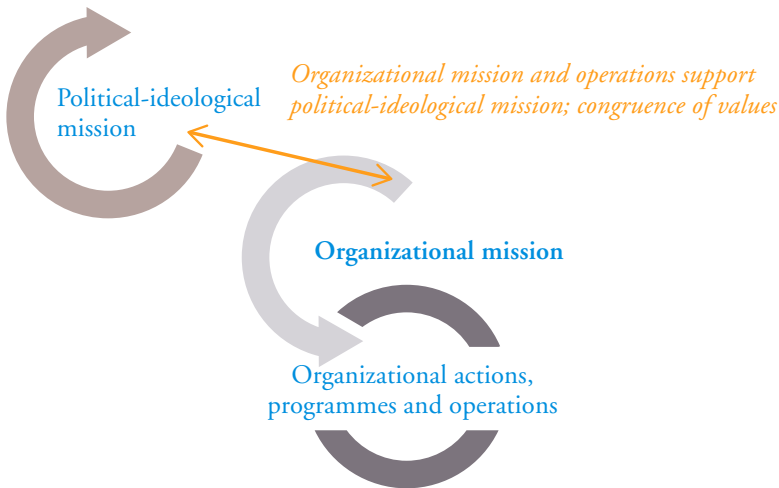 Political-ideological
mission
Organizational mission and operations support
political-ideological mission; congruence of values
Organizational mission
Organizational actions,
programmes and operations